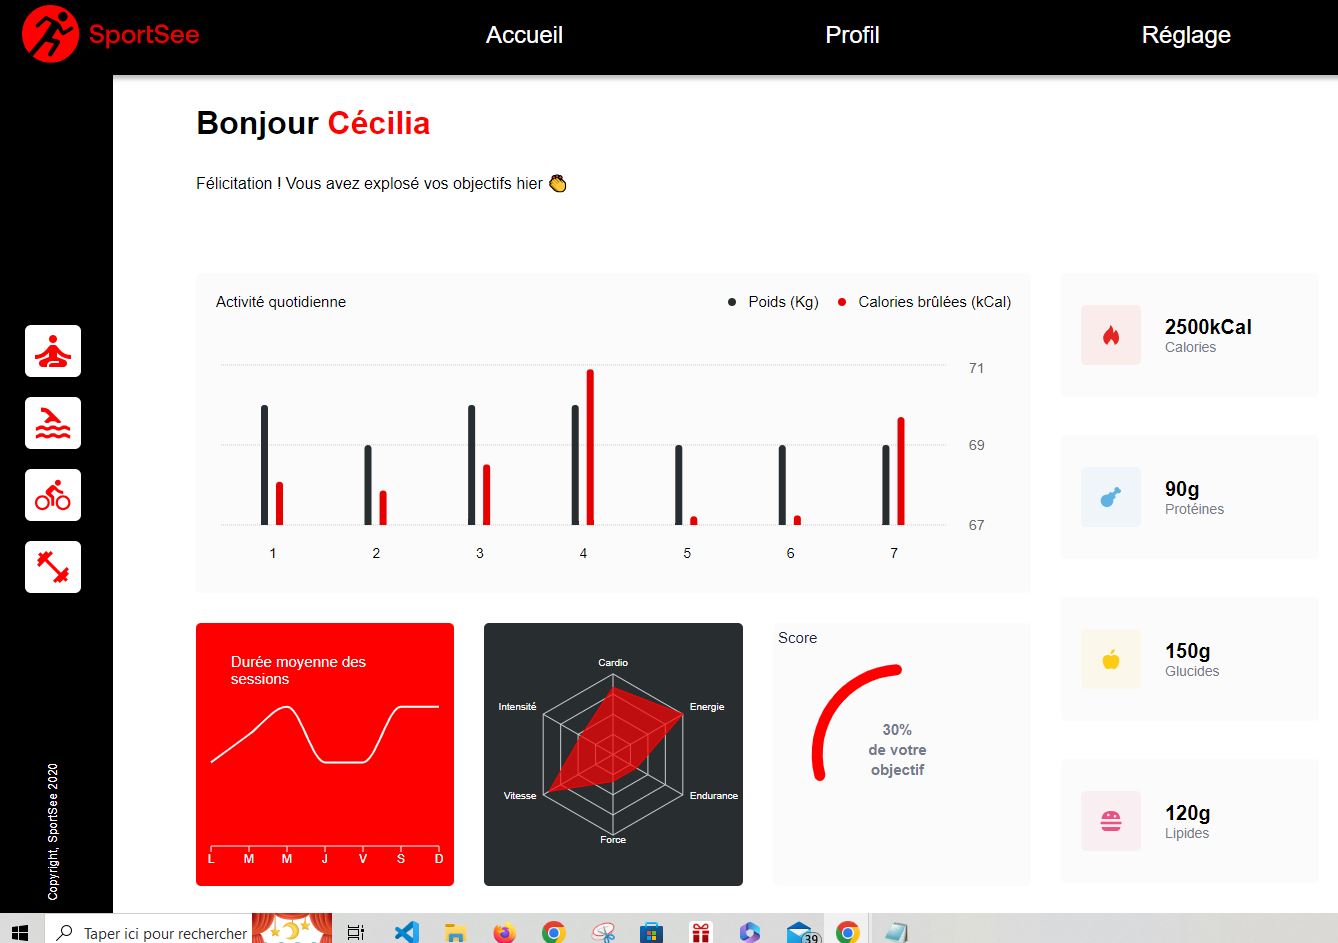 SportSee
Accueil
Profil
Réglage
Bonjour Cécilia
Félicitation ! Vous avez explosé vos objectifs hier
Activité quotidienne
Poids (Kg)
Calories brûlées (kCal)
71
69
67
1
2
3
4
5
6
7
2500kCal
Calories
90g
Protéines
150g
Glucides
120g
Lipides
Durée moyenne des
sessions
L
M
M
J
V
S
D
Cardio
Energie
Endurance
Force
Vitesse
Intensité
Score
30%
de votre
objectif
Copyright, SportSee 2020
Taper ici pour rechercher
39